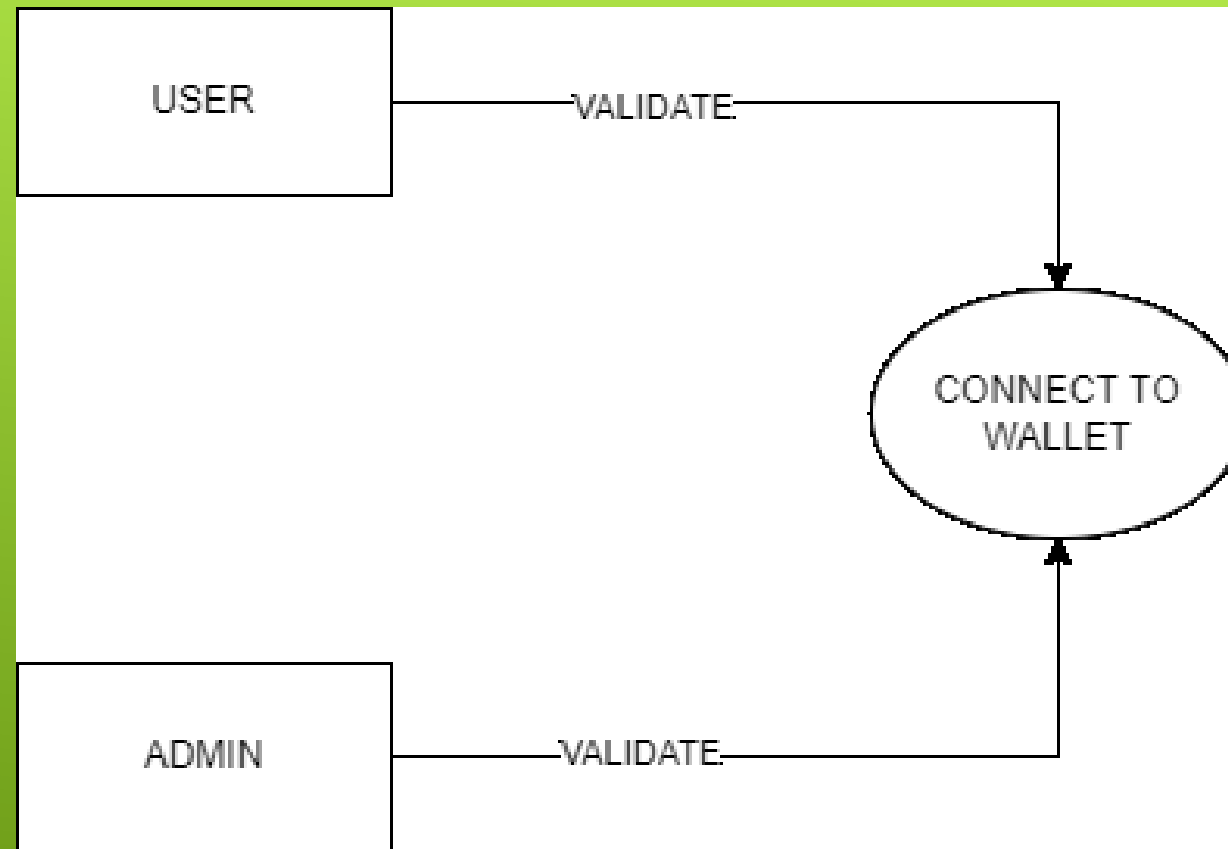 USER
VALIDATE
CONNECT TO
WALLET
ADMIN
VALIDATE